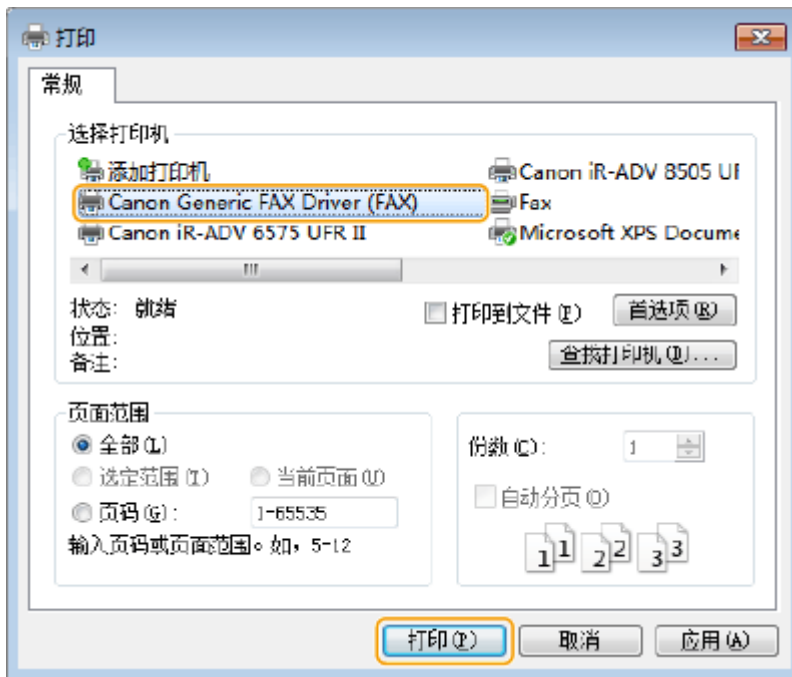 打印
常规
选择打印机
添加打印机
Canon iR-ADV 8505 UF
Canon Generic FAX Driver (FAX)
Fax
Canon iR-ADV 6575 UFR II
Microsoft XPS Docume
状态: 就绪
打印到文件(F)
首选项(R)
位置:
备注:
查找打印机(D)...
页面范围
全部(L)
份数(C): 1
选定范围(T)
当前页面(U)
自动分页(O)
页码(G): 1-65535
输入页码或页面范围。如，5-12
1 1 2 2 3 3
打印(P)
取消
应用(A)